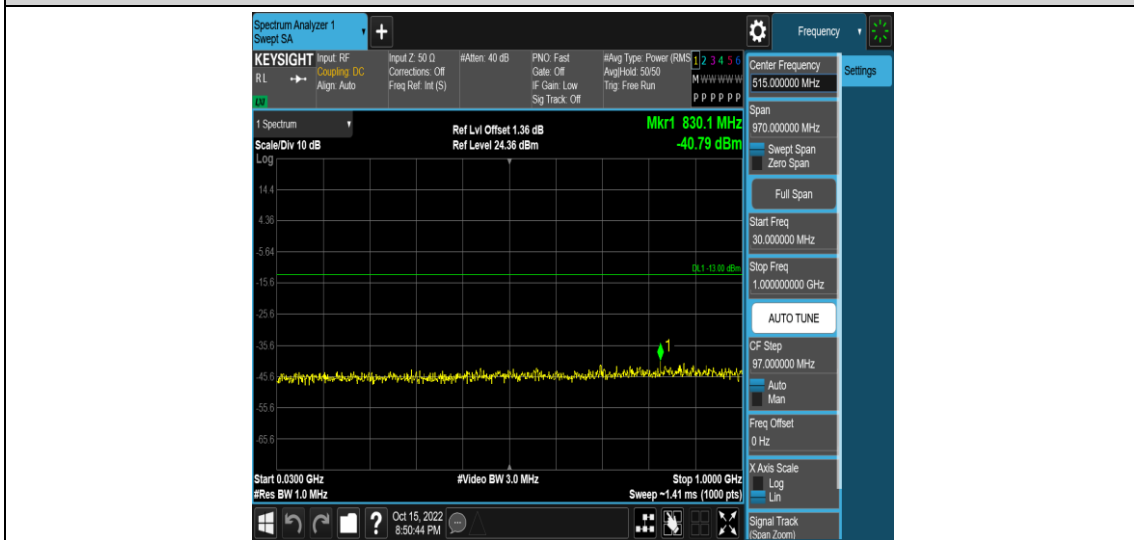 Spectrum Analyzer 1
Swept SA
Frequency
KEYSIGHT
RL
LXI
Input: RF
Coupling: DC
Align: Auto
Input Z: 50 Ω
Corrections: Off
Freq Ref: Int (S)
#Atten: 40 dB
PNO: Fast
Gate: Off
IF Gain: Low
Sig Track: Off
#Avg Type: Power (RMS
Avg|Hold: 50/50
Trig: Free Run
1 2 3 4 5 6
M W W W W W
P P P P P P
1 Spectrum
Scale/Div 10 dB
Log
Ref Lvl Offset 1.36 dB
Ref Level 24.36 dBm
Mkr1 830.1 MHz
-40.79 dBm
14.4
4.36
-5.64
DL1 -13.00 dBm
-15.6
-25.6
-35.6
1
-45.6
-55.6
-65.6
Start 0.0300 GHz
#Res BW 1.0 MHz
#Video BW 3.0 MHz
Stop 1.0000 GHz
Sweep ~1.41 ms (1000 pts)
Center Frequency
515.000000 MHz
Settings
Span
970.000000 MHz
Swept Span
Zero Span
Full Span
Start Freq
30.000000 MHz
Stop Freq
1.000000000 GHz
AUTO TUNE
CF Step
97.000000 MHz
Auto
Man
Freq Offset
0 Hz
X Axis Scale
Log
Lin
Signal Track
(Span Zoom)
?
Oct 15, 2022
8:50:44 PM